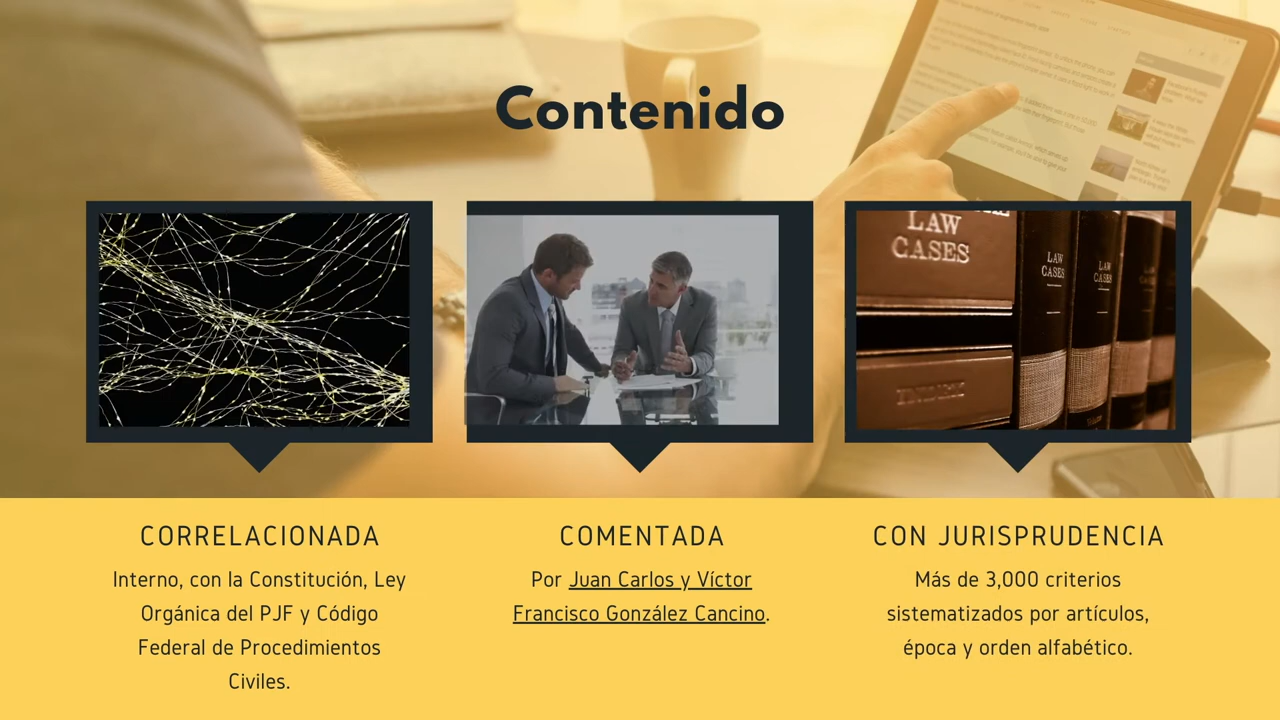 Contenido
LAW
CASES
LAW
CASES
LAW
CASES
CORRELACIONADA
Interno, con la Constitución, Ley
Orgánica del PJF y Código
Federal de Procedimientos
Civiles.
COMENTADA
Por Juan Carlos y Víctor
Francisco González Cancino.
CON JURISPRUDENCIA
Más de 3,000 criterios
sistematizados por artículos,
época y orden alfabético.